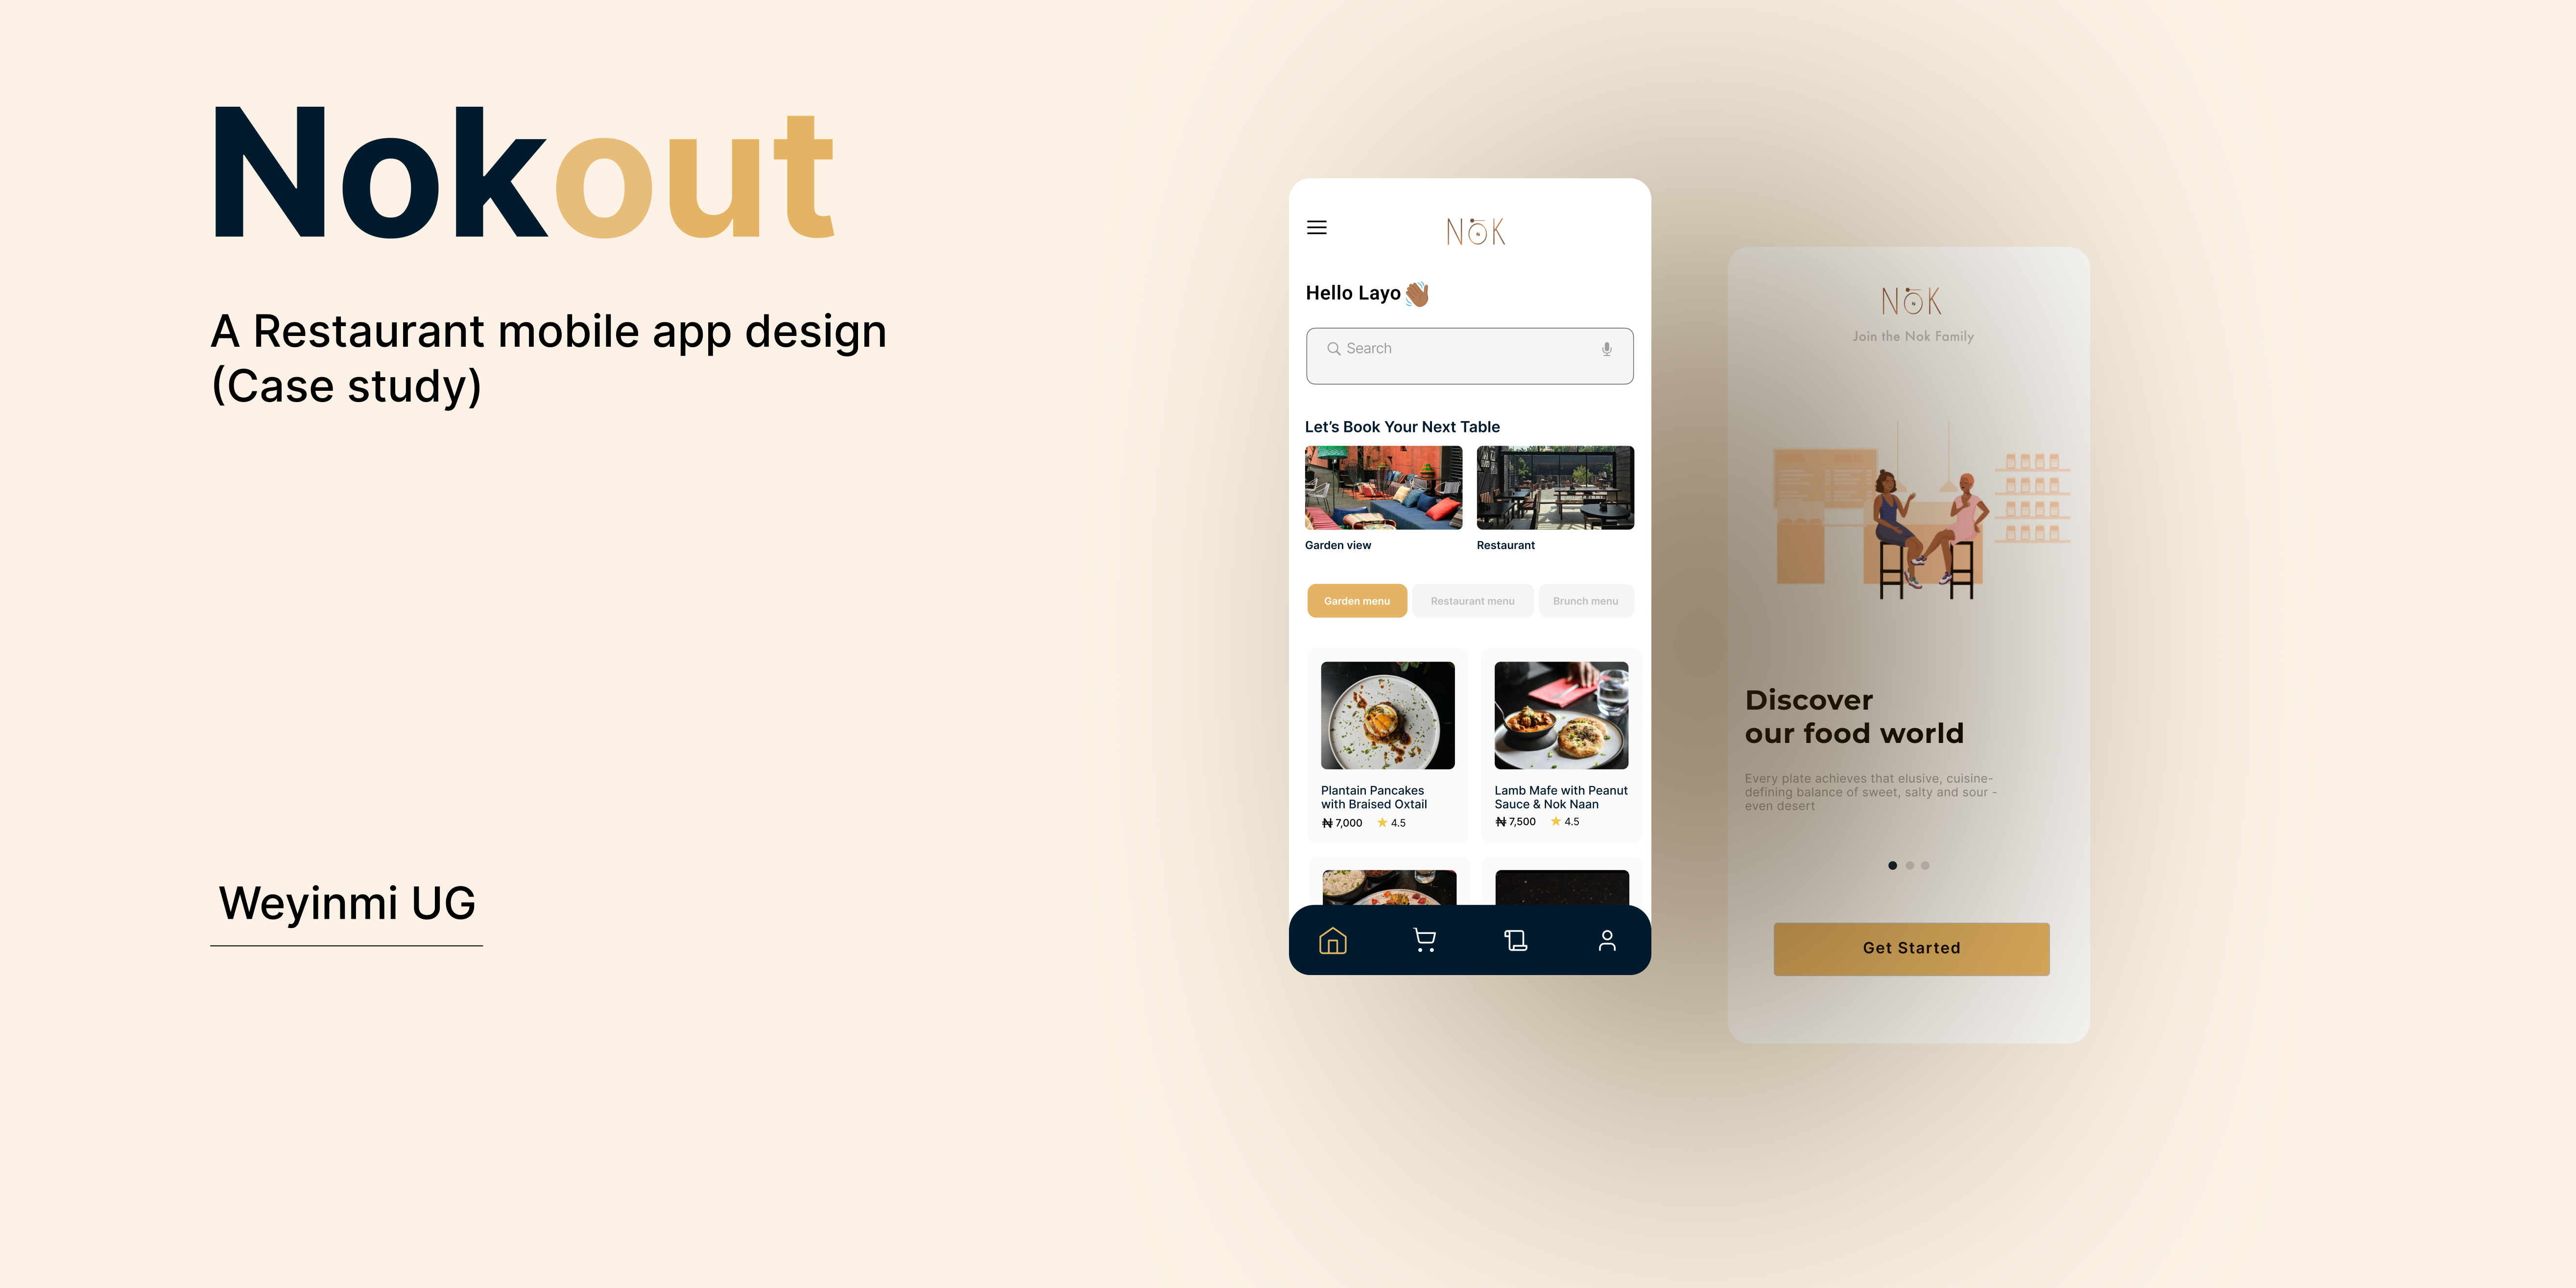 Nokout
A Restaurant mobile app design
(Case study)
Weyinmi UG
NOK
Hello Layo
Search
Let's Book Your Next Table
Garden view
Restaurant
Garden menu
Restaurant menu
Brunch menu
Plantain Pancakes
with Braised Oxtail
₦ 7,000
4.5
Lamb Mafe with Peanut
Sauce & Nok Naan
₦ 7,500
4.5
NOK
Join the Nok Family
Discover
our food world
Every plate achieves that elusive, cuisine-
defining balance of sweet, salty and sour -
even desert
Get Started